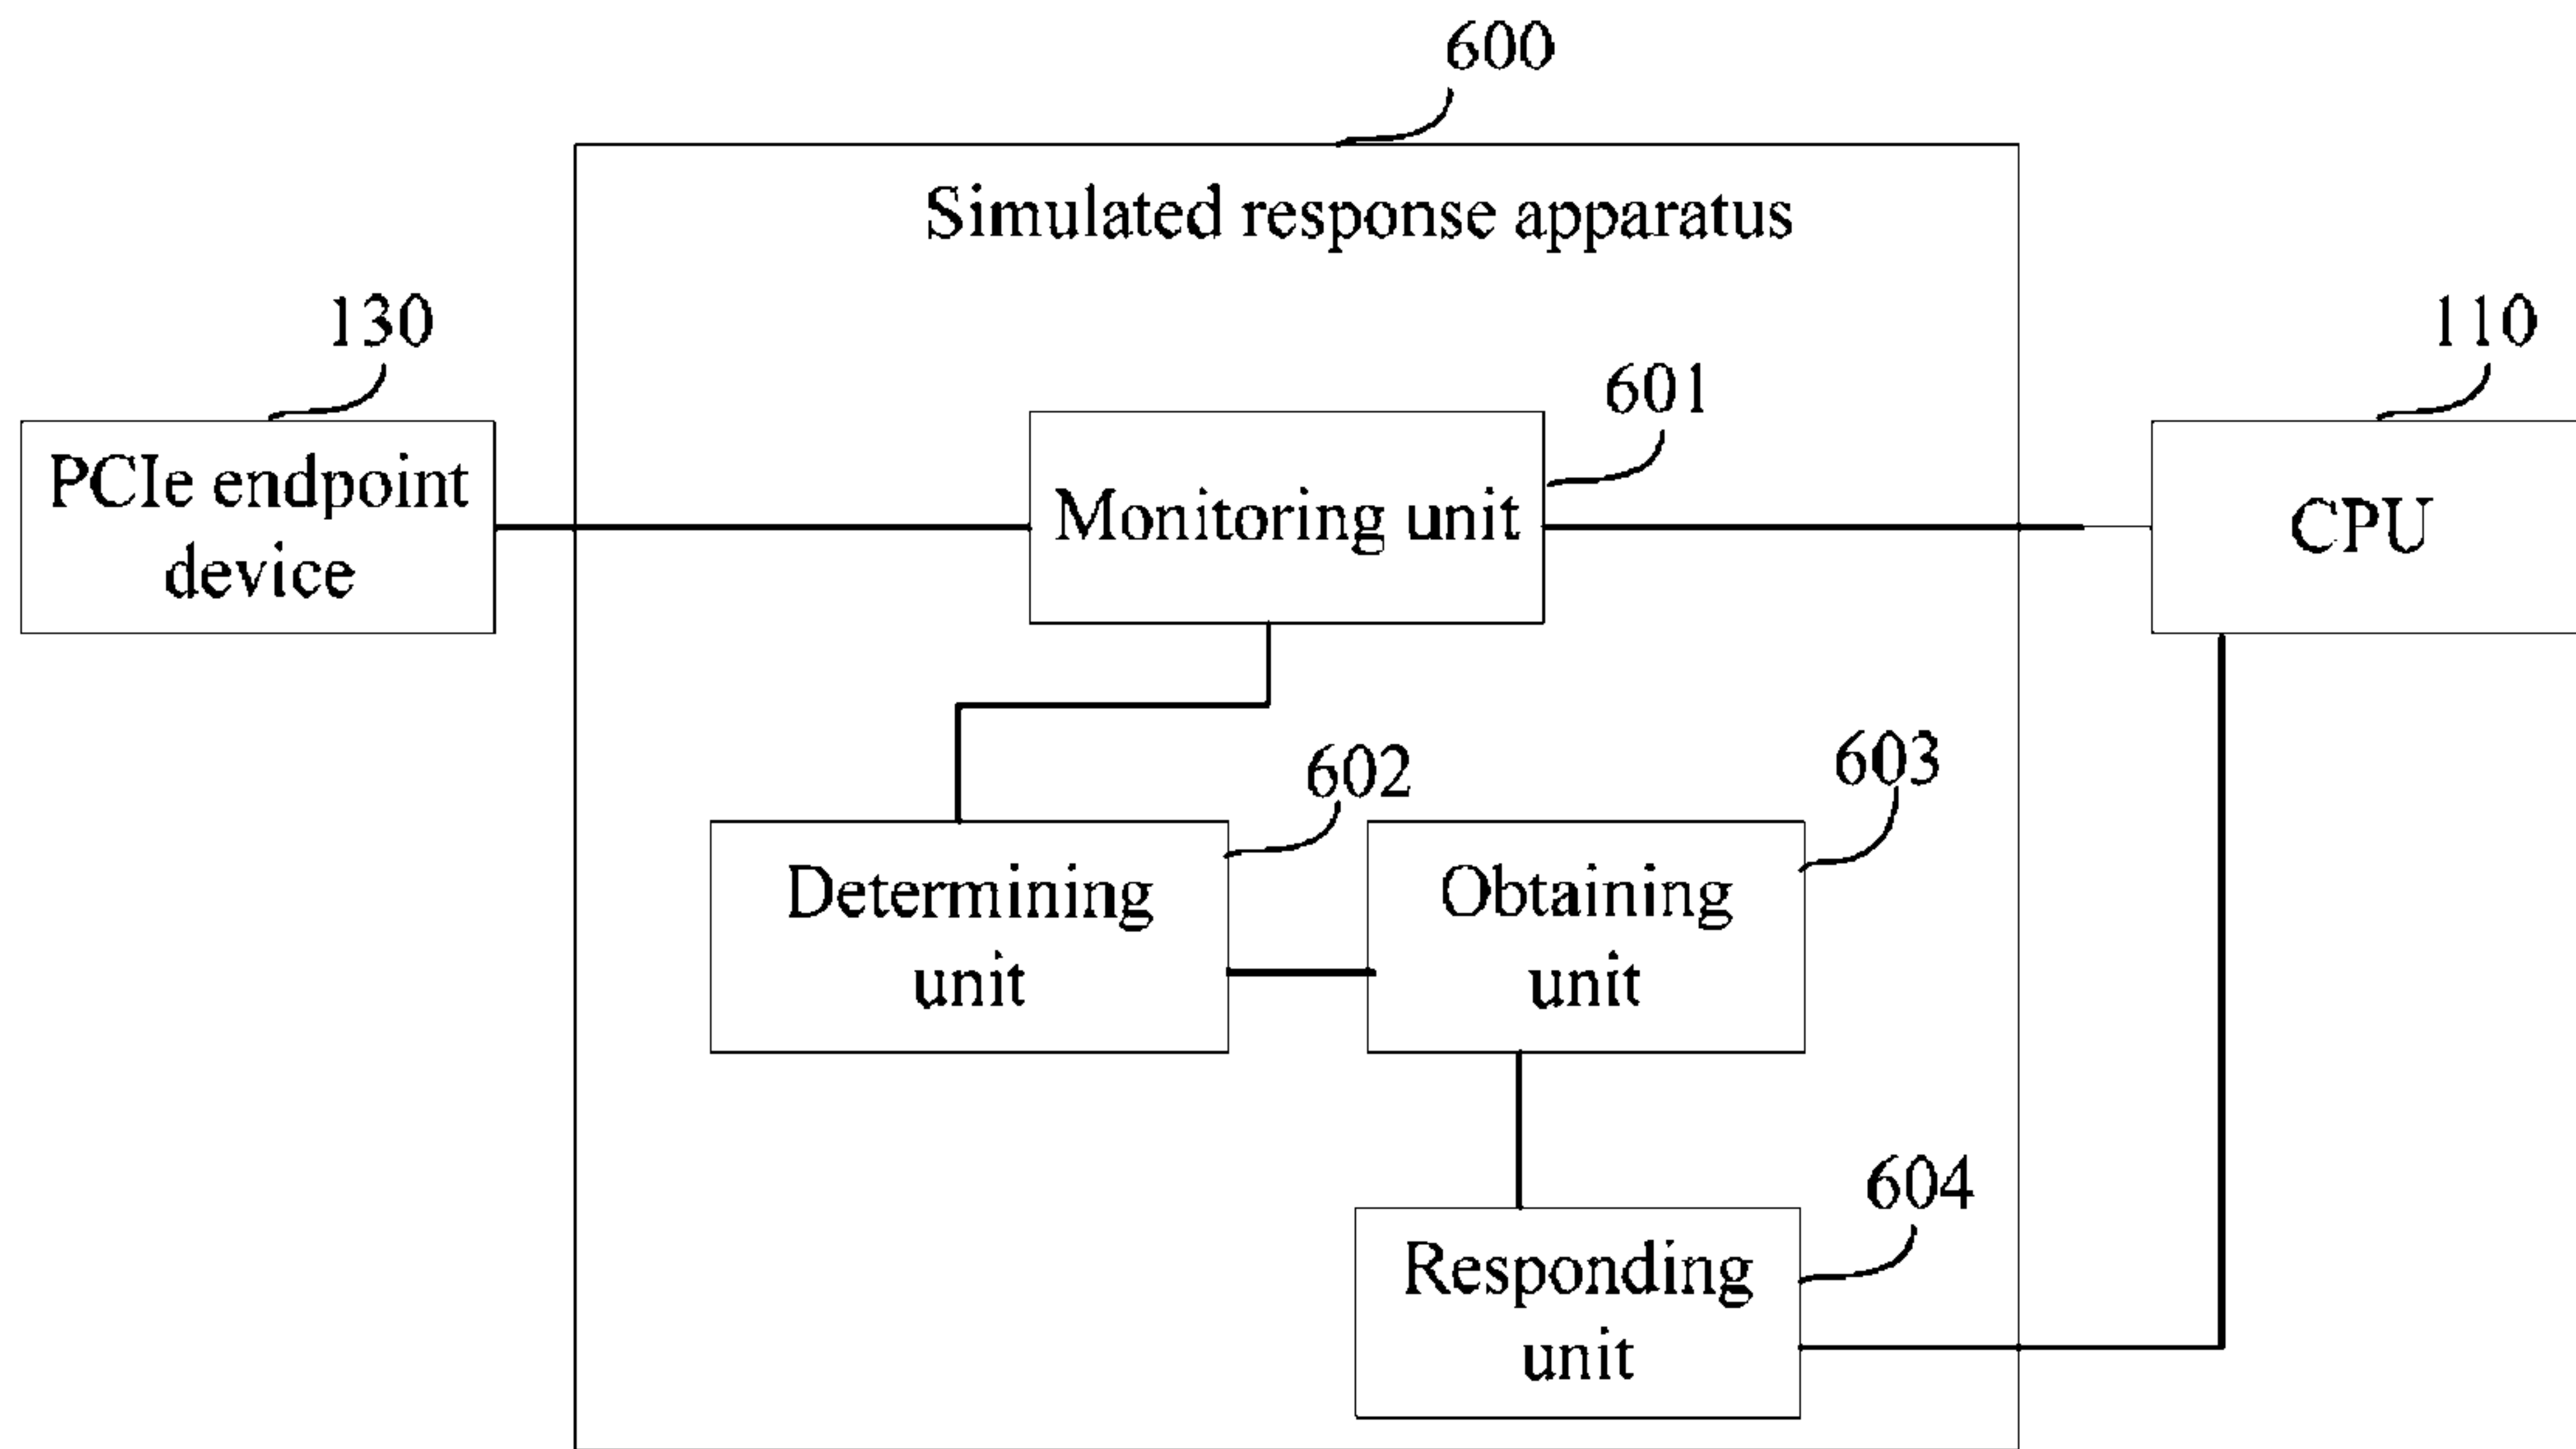 600
Simulated response apparatus
130
110
601
PCIe endpoint
device
Monitoring unit
CPU
602
603
Determining
unit
Obtaining
unit
604
Responding
unit